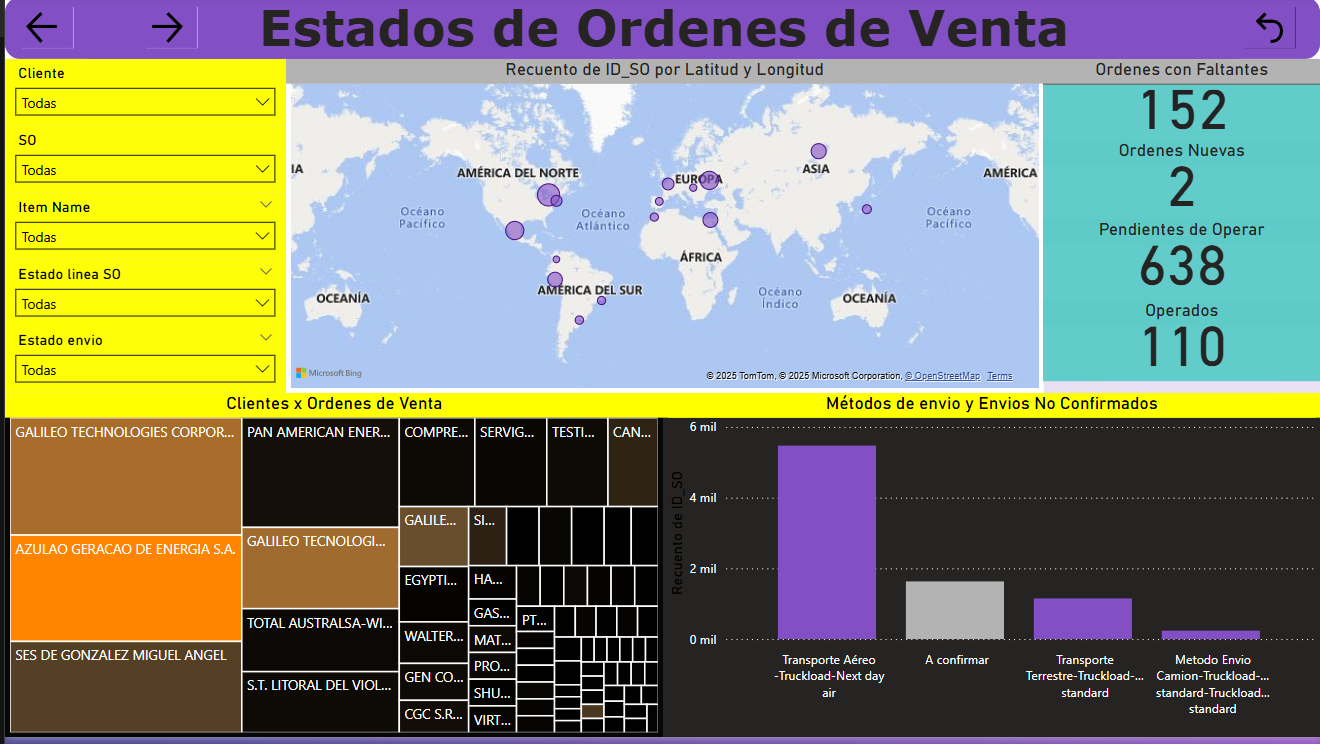 Estados de Ordenes de Venta
Cliente
Todas
SO
Todas
Item Name
Todas
Estado linea SO
Todas
Estado envio
Todas
Recuento de ID_SO por Latitud y Longitud
IA
AMÉRICA DEL NORTE
EUROPA
ASIA
AMÉRICA
Océano
Pacífico
Océano
Atlántico
Océano
Pacífico
ÁFRICA
OCEANÍA
AMÉRICA DEL SUR
Océano
Índico
OCEANÍA
Microsoft Bing
© 2025 TomTom, © 2025 Microsoft Corporation, © OpenStreetMap Terms
Ordenes con Faltantes
152
Ordenes Nuevas
2
Pendientes de Operar
638
Operados
110
Clientes x Ordenes de Venta
GALILEO TECHNOLOGIES CORPOR...
AZULAO GERACAO DE ENERGIA S.A.
SES DE GONZALEZ MIGUEL ANGEL
PAN AMERICAN ENER...
GALILEO TECNOLOGI...
TOTAL AUSTRALSA-WI...
S.T. LITORAL DEL VIOL...
COMPRE...
SERVIG...
TESTI...
CAN...
GALILE...
EGYPTI...
WALTER...
GEN CO...
CGC S.R...
SI...
HA...
GAS...
MAT...
PRO...
SHU...
VIRT...
PT...
Métodos de envio y Envios No Confirmados
Recuento de ID_SO
6 mil
4 mil
2 mil
0 mil
Transporte Aéreo
-Truckload-Next day
air
A confirmar
Transporte
Terrestre-Truckload-...
standard
Metodo Envio
Camion-Truckload-...
standard-Truckload...
standard